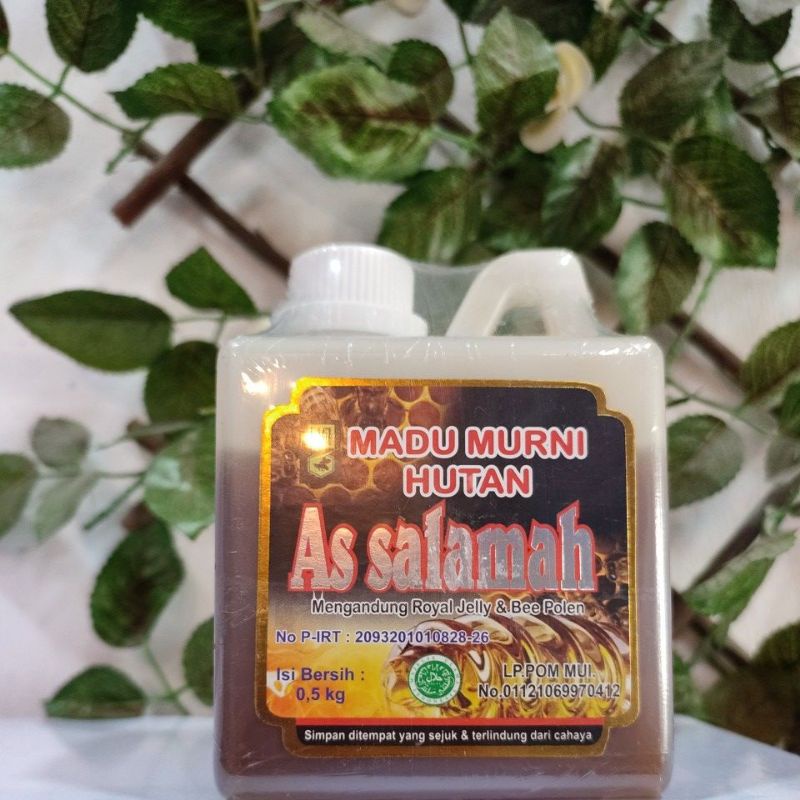 MADU MURNI
HUTAN
As salamah
Mengandung Royal Jelly & Bee Polen
No P-IRT : 2093201010828-26
Isi Bersih :
0,5 kg
LP.POM MUI.
No.01121069970412
Simpan ditempat yang sejuk & terlindung dari cahaya